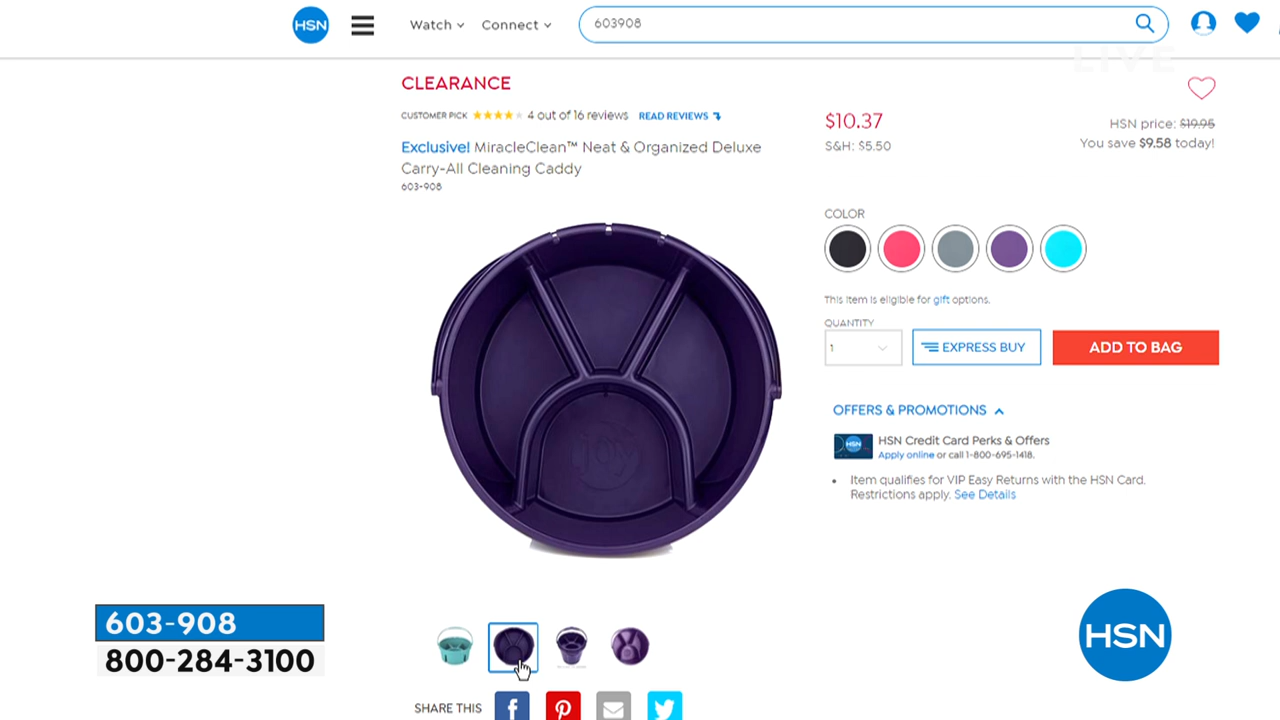 HSN
Watch
Connect
603908
LIVE
CLEARANCE
CUSTOMER PICK 4 out of 16 reviews READ REVIEWS
Exclusive! MiracleClean™ Neat & Organized Deluxe
Carry-All Cleaning Caddy
603-908
$10.37
HSN price: $19.95
S&H: $5.50
You save $9.58 today!
COLOR
This item is eligible for gift options.
QUANTITY
1
EXPRESS BUY
ADD TO BAG
OFFERS & PROMOTIONS
HSN
HSN Credit Card Perks & Offers
Apply online or call 1-800-695-1418.
• Item qualifies for VIP Easy Returns with the HSN Card.
Restrictions apply. See Details
joy
603-908
800-284-3100
HSN
SHARE THIS